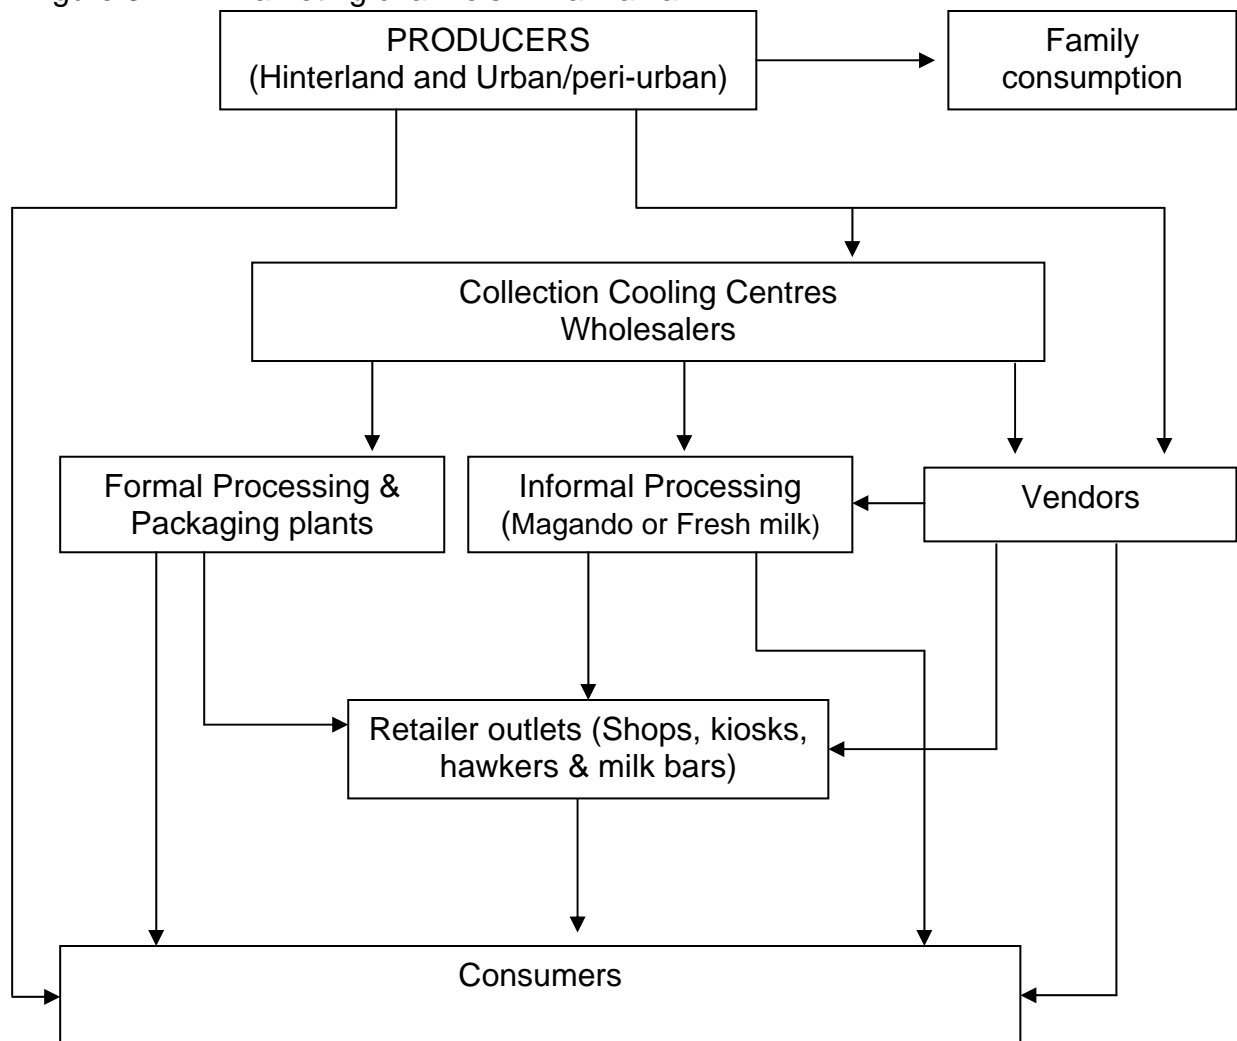 PRODUCERS
(Hinterland and Urban/peri-urban)
Family
consumption
Collection Cooling Centres
Wholesalers
Formal Processing &
Packaging plants
Informal Processing
(Magando or Fresh milk)
Vendors
Retailer outlets (Shops, kiosks,
hawkers & milk bars)
Consumers